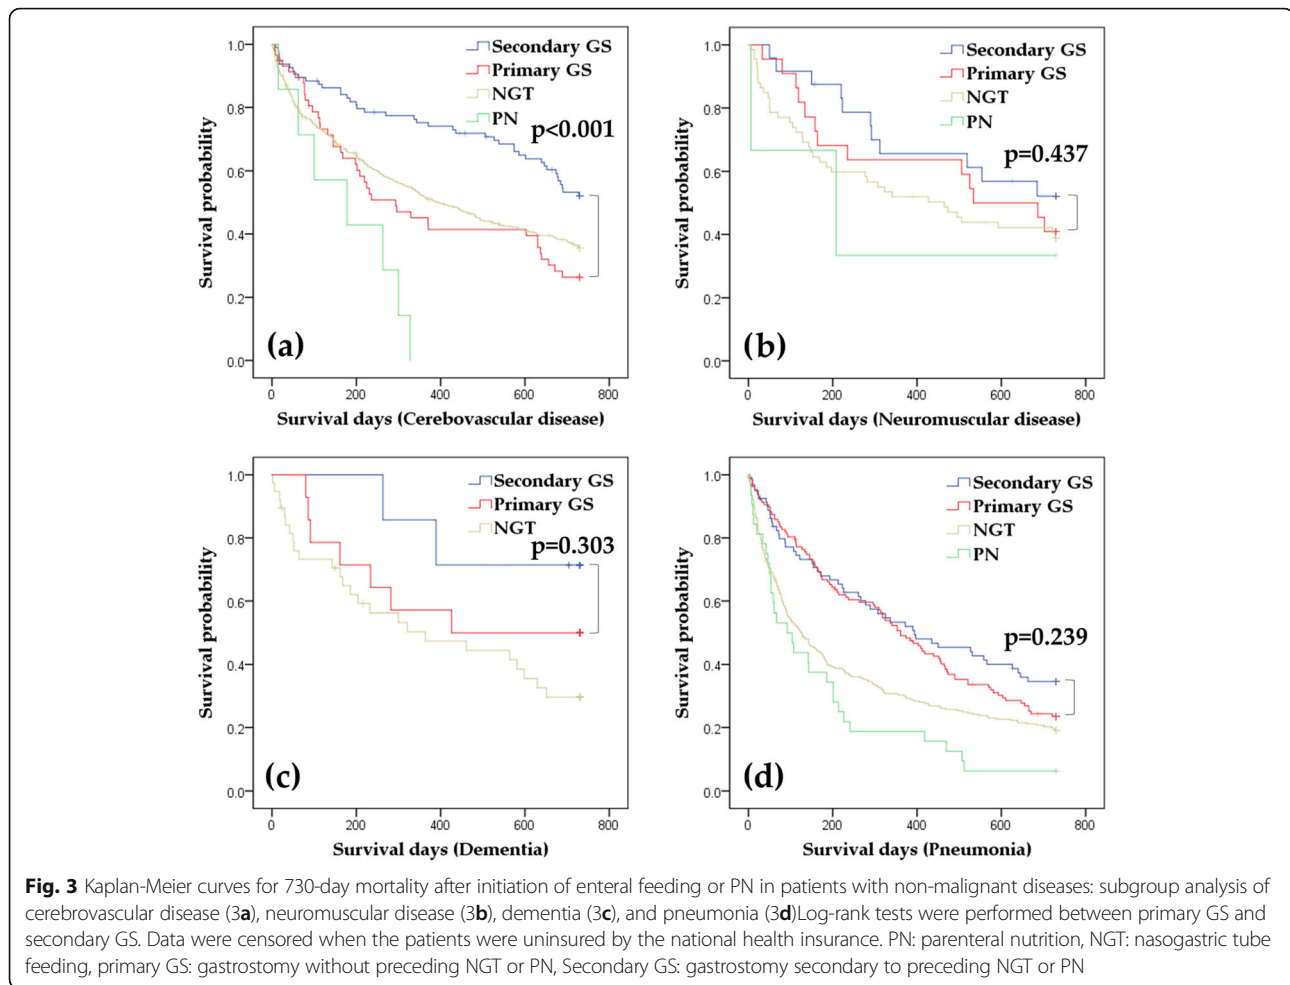 1.0
0.8
0.6
0.4
0.2
0.0
Survival probability
Secondary GS
Primary GS
NGT
PN
p<0.001
(a)
0 200 400 600 800
Survival days (Cerebovascular disease)
1.0
0.8
0.6
0.4
0.2
0.0
Survival probability
Secondary GS
Primary GS
NGT
PN
p=0.437
(b)
0 200 400 600 800
Survival days (Neuromuscular disease)
1.0
0.8
0.6
0.4
0.2
0.0
Survival probability
Secondary GS
Primary GS
NGT
p=0.303
(c)
0 200 400 600 800
Survival days (Dementia)
1.0
0.8
0.6
0.4
0.2
0.0
Survival probability
Secondary GS
Primary GS
NGT
PN
p=0.239
(d)
0 200 400 600 800
Survival days (Pneumonia)
Fig. 3 Kaplan-Meier curves for 730-day mortality after initiation of enteral feeding or PN in patients with non-malignant diseases: subgroup analysis of
cerebrovascular disease (3a), neuromuscular disease (3b), dementia (3c), and pneumonia (3d)Log-rank tests were performed between primary GS and
secondary GS. Data were censored when the patients were uninsured by the national health insurance. PN: parenteral nutrition, NGT: nasogastric tube
feeding, primary GS: gastrostomy without preceding NGT or PN, Secondary GS: gastrostomy secondary to preceding NGT or PN